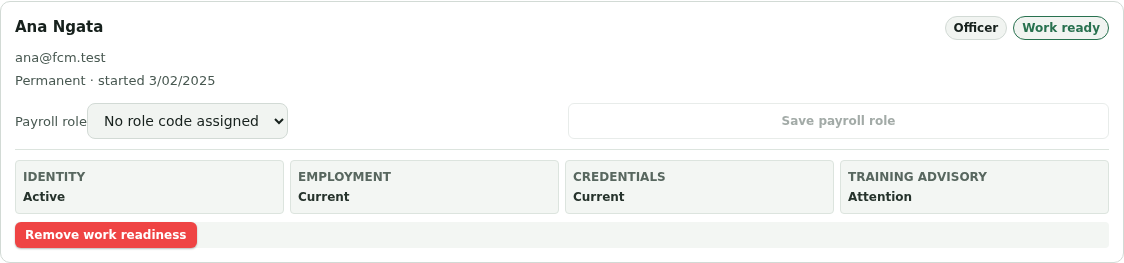 Ana Ngata
Officer
Work ready
ana@fcm.test
Permanent · started 3/02/2025
Payroll role
No role code assigned
Save payroll role
IDENTITY
Active
EMPLOYMENT
Current
CREDENTIALS
Current
TRAINING ADVISORY
Attention
Remove work readiness